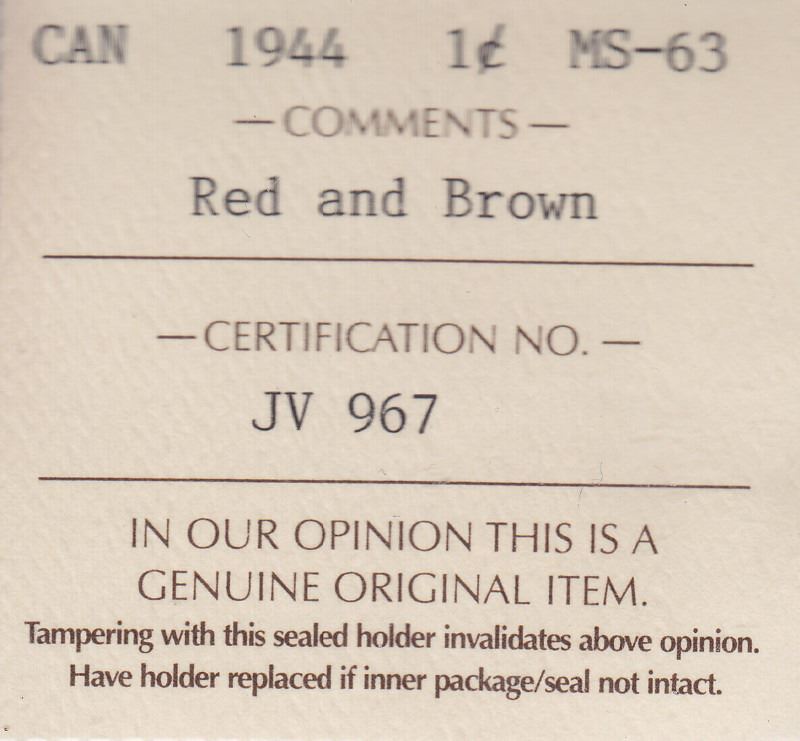 CAN 1944 1¢ MS-63
— COMMENTS —
Red and Brown
— CERTIFICATION NO. —
JV 967
IN OUR OPINION THIS IS A
GENUINE ORIGINAL ITEM.
Tampering with this sealed holder invalidates above opinion.
Have holder replaced if inner package/seal not intact.